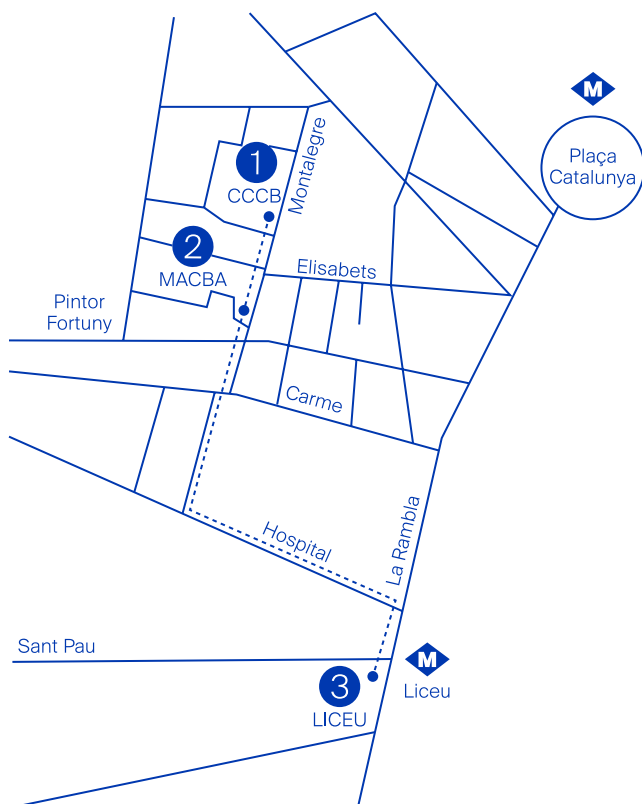 M
Plaça
Catalunya
1
CCCB
Montalegre
2
MACBA
Elisabets
Pintor
Fortuny
Carme
La Rambla
Hospital
Sant Pau
M
Liceu
3
LICEU